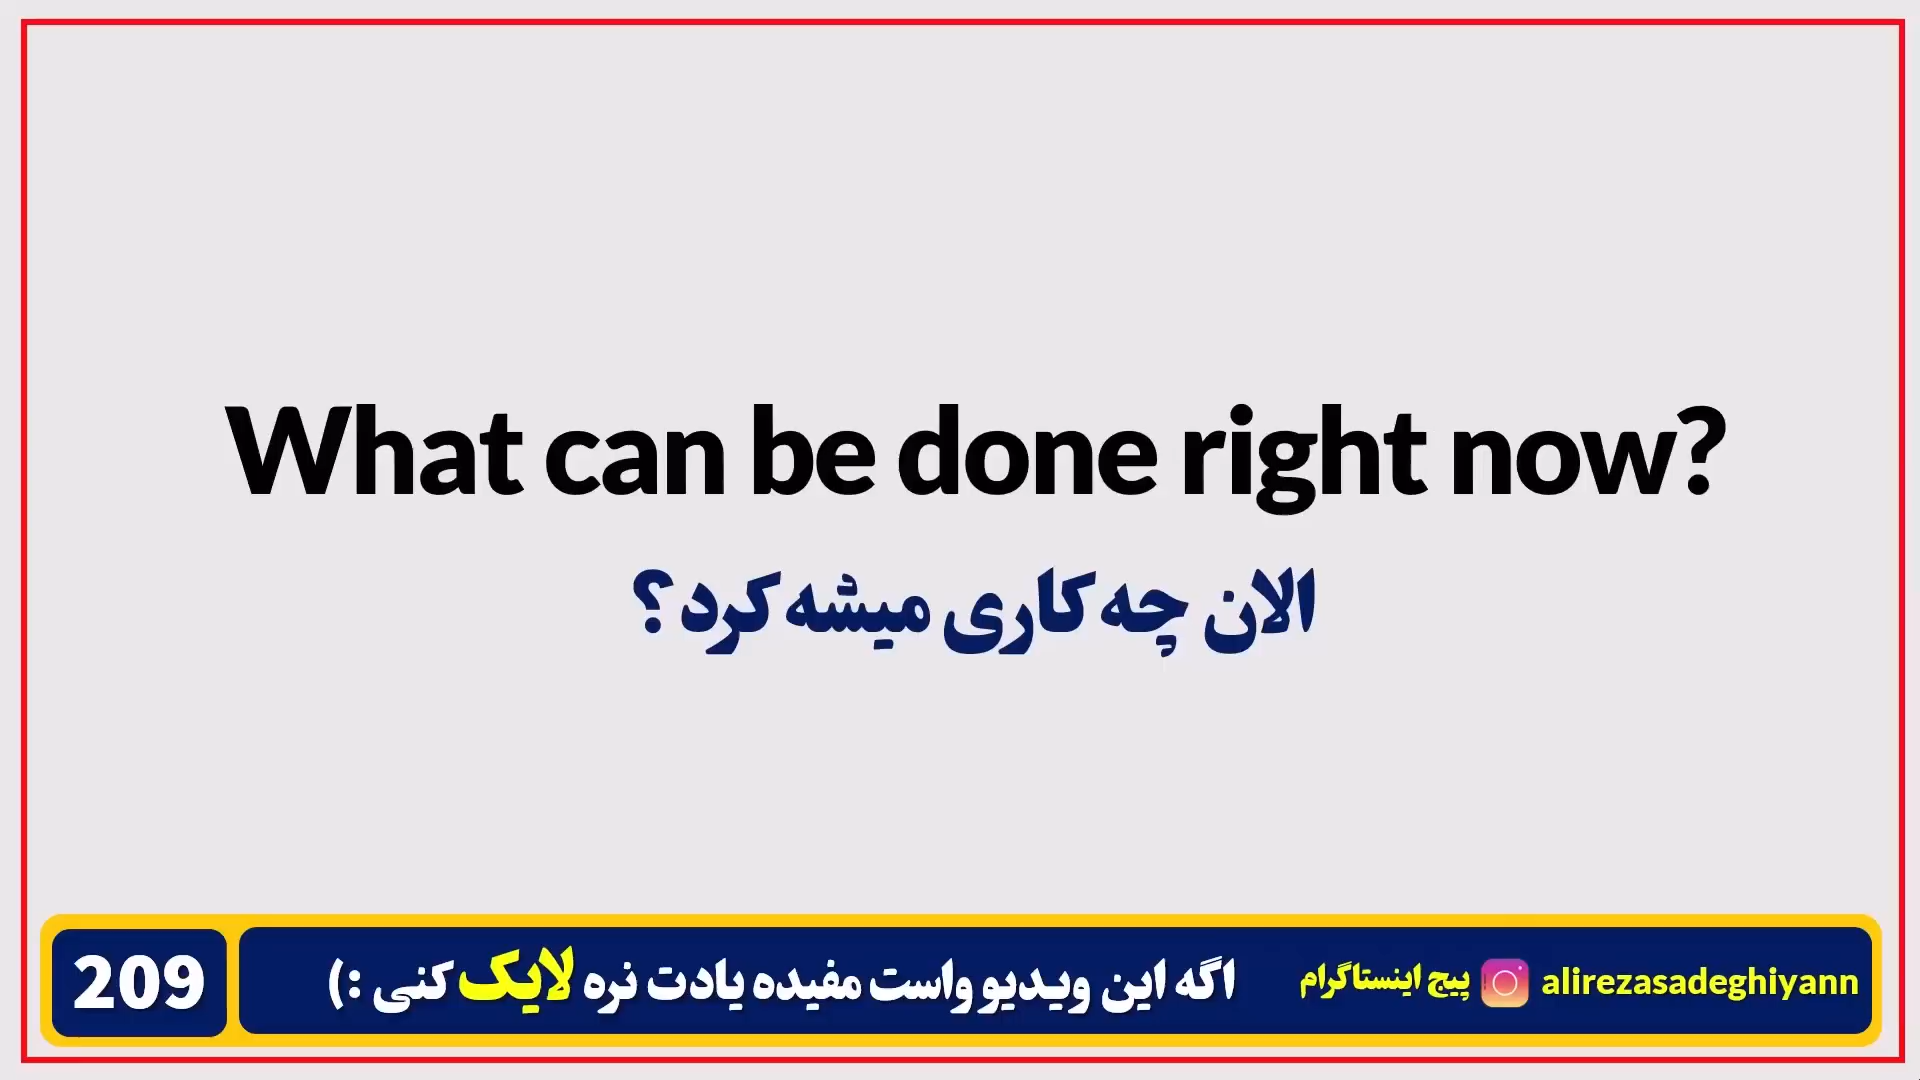 What can be done right now?
الان چه کاری میشه کرد ؟
209
اگه این ویدیو واست مفیده یادت نره لایک کنی :)
پیج اینستاگرام
alirezasadeghiyann